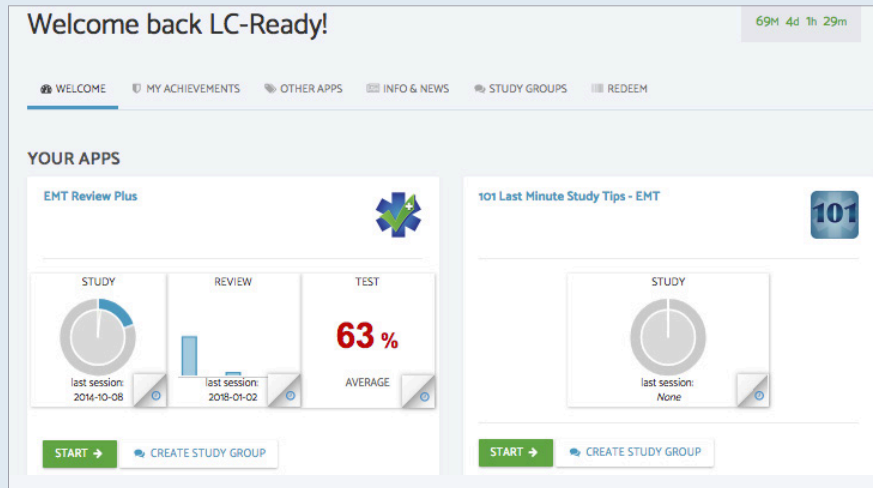 Welcome back LC-Ready!
69M 4d 1h 29m
WELCOME MY ACHIEVEMENTS OTHER APPS INFO & NEWS STUDY GROUPS REDEEM
YOUR APPS
EMT Review Plus
STUDY
last session:
2014-10-08
REVIEW
last session:
2018-01-02
TEST
63 %
AVERAGE
START
CREATE STUDY GROUP
101 Last Minute Study Tips - EMT
101
STUDY
last session:
None
START
CREATE STUDY GROUP